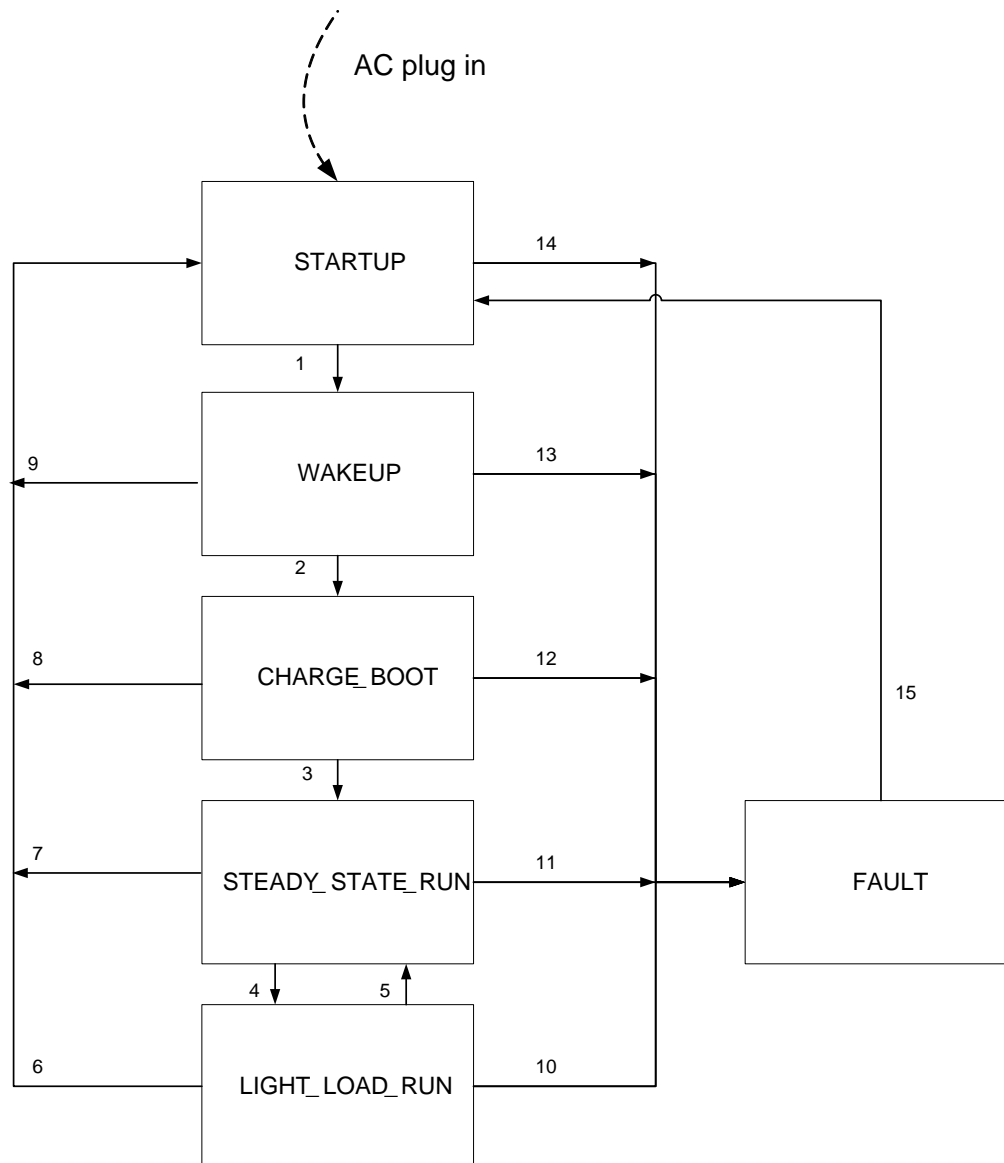 AC plug in
STARTUP
14
1
WAKEUP
9
13
2
CHARGE_BOOT
8
12
15
3
STEADY_STATE_RUN
7
11
FAULT
4
5
LIGHT_LOAD_RUN
6
10